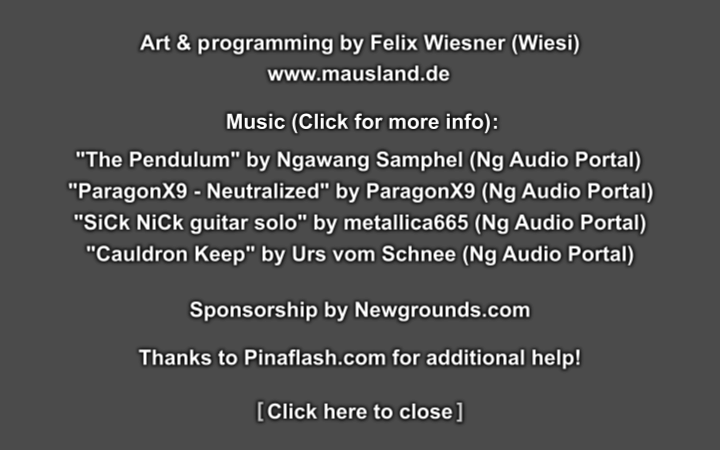 Art & programming by Felix Wiesner (Wiesi)
www.mausland.de
Music (Click for more info):
"The Pendulum" by Ngawang Samphel (Ng Audio Portal)
"ParagonX9 - Neutralized" by ParagonX9 (Ng Audio Portal)
"SiCk NiCk guitar solo" by metallica665 (Ng Audio Portal)
"Cauldron Keep" by Urs vom Schnee (Ng Audio Portal)
Sponsorship by Newgrounds.com
Thanks to Pinaflash.com for additional help!
[Click here to close]